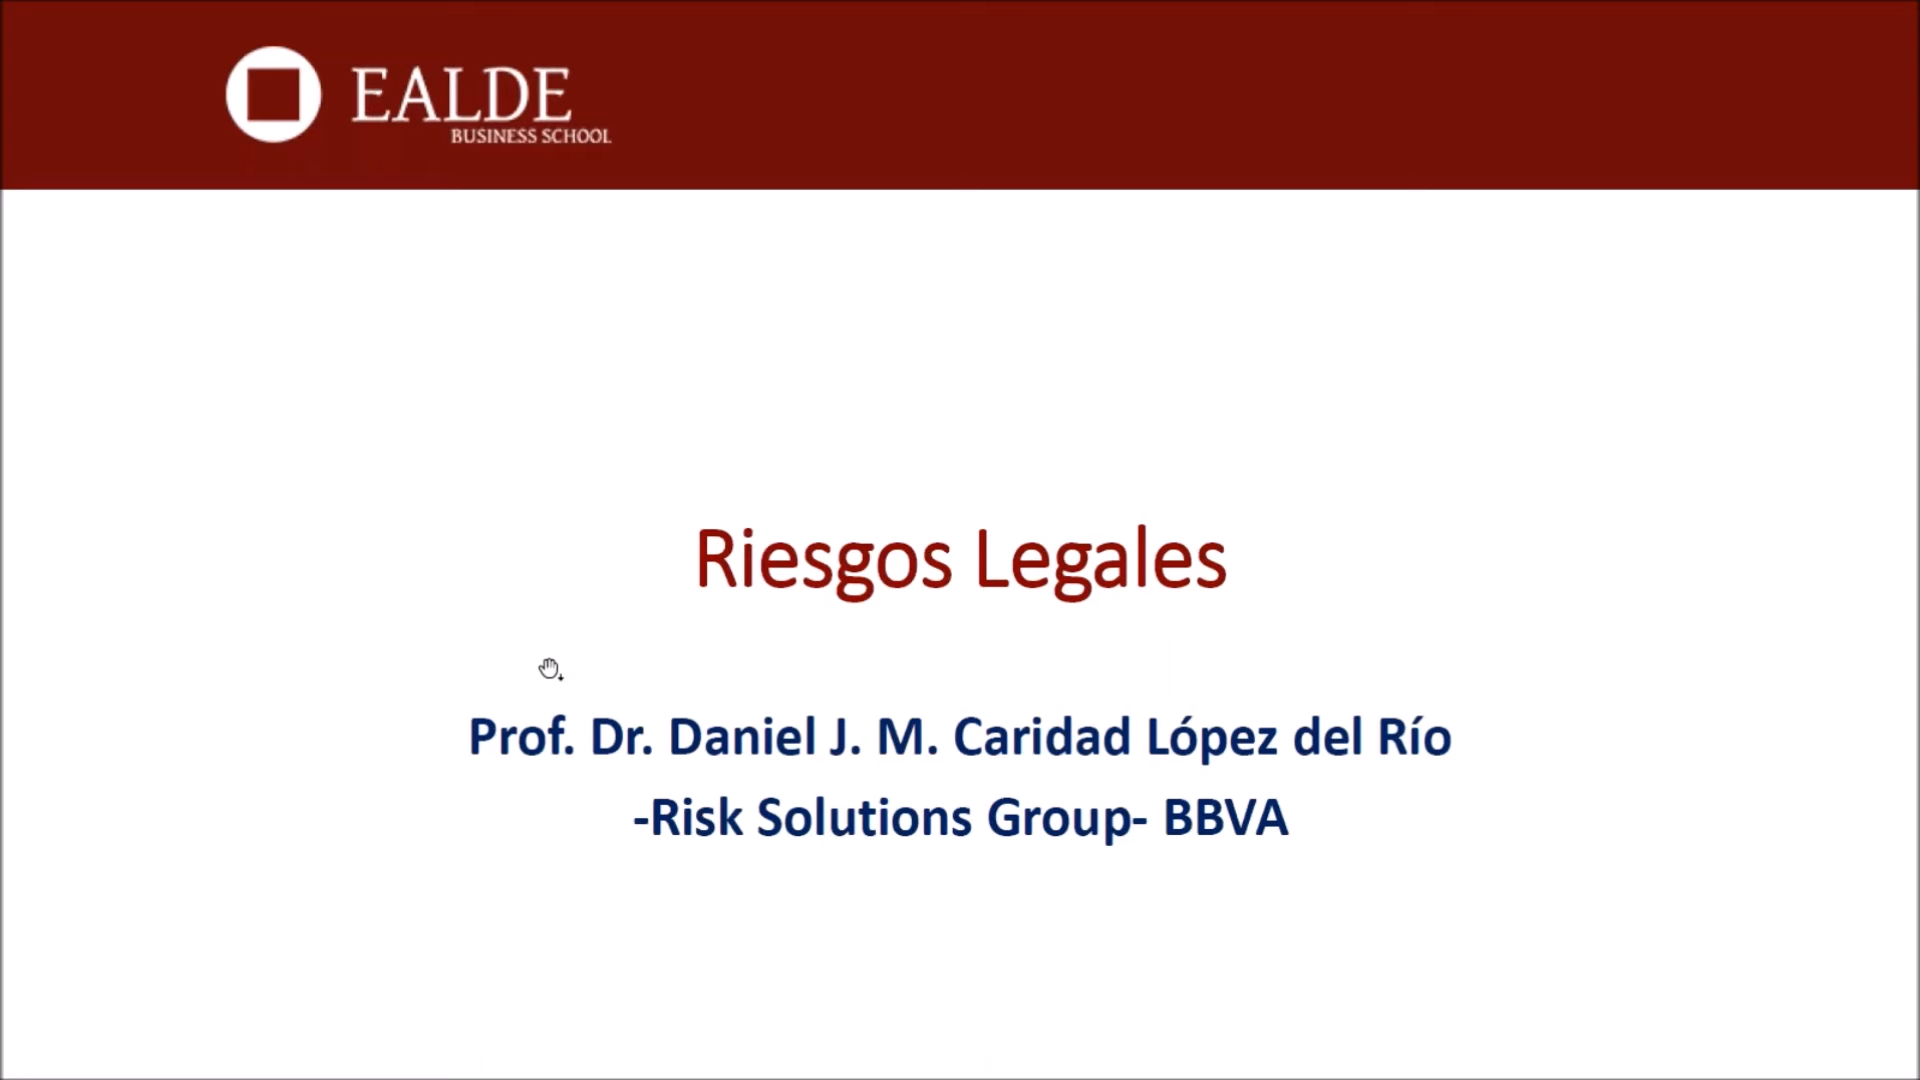 EALDE
BUSINESS SCHOOL
Riesgos Legales
Prof. Dr. Daniel J. M. Caridad López del Río
-Risk Solutions Group- BBVA